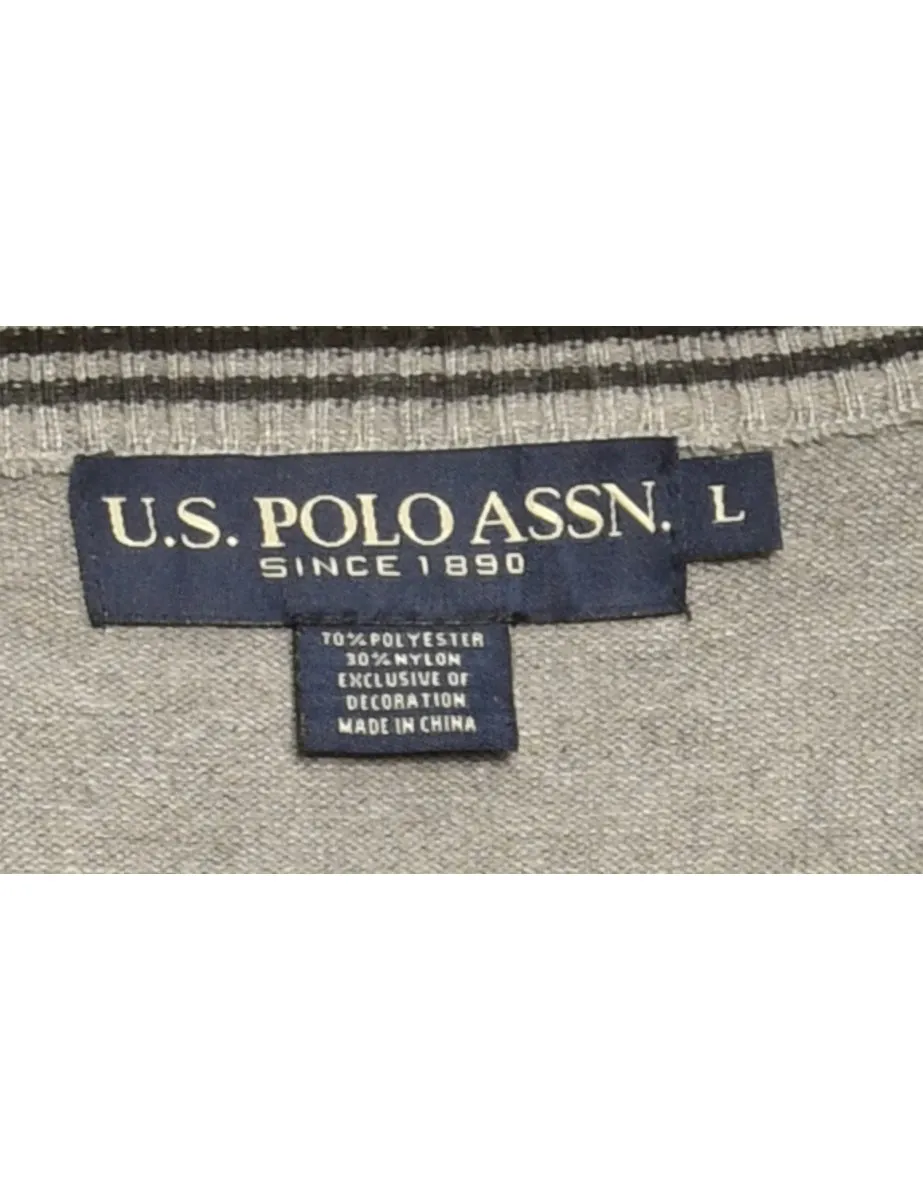 U.S. POLO ASSN. L
SINCE 1890
70% POLYESTER
30% NYLON
EXCLUSIVE OF
DECORATION
MADE IN CHINA